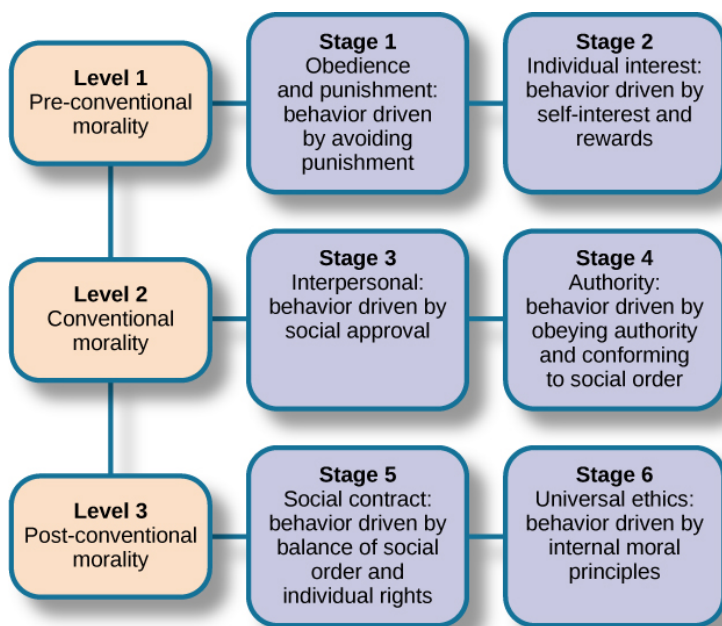 Level 1
Pre-conventional
morality
Stage 1
Obedience
and punishment:
behavior driven
by avoiding
punishment
Stage 2
Individual interest:
behavior driven by
self-interest and
rewards
Level 2
Conventional
morality
Stage 3
Interpersonal:
behavior driven by
social approval
Stage 4
Authority:
behavior driven by
obeying authority
and conforming
to social order
Level 3
Post-conventional
morality
Stage 5
Social contract:
behavior driven by
balance of social
order and
individual rights
Stage 6
Universal ethics:
behavior driven by
internal moral
principles